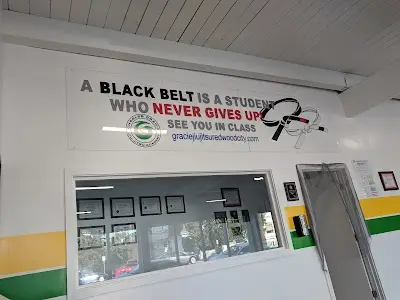 A BLACK BELT IS A STUDENT
WHO NEVER GIVES UP!
SEE YOU IN CLASS
graciejiujitsuredwoodcity.com